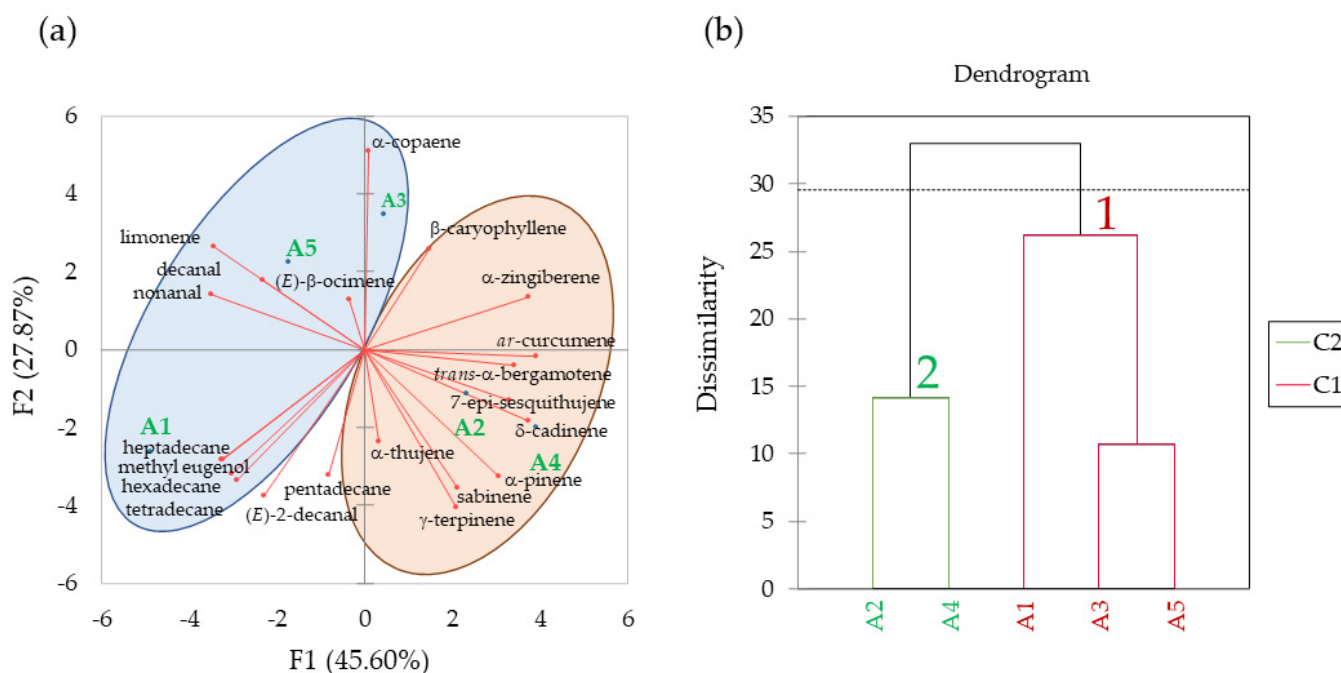 (a)
(b)
Dendrogram
6
4
2
0
-2
-4
-6
F2 (27.87%)
α-copaene
A3
β-caryophyllene
limonene
A5
decanal
(E)-β-ocimene
α-zingiberene
nonanal
ar-curcumene
trans-α-bergamotene
7-epi-sesquithujene
A1
A2
δ-cadinene
heptadecane
α-thujene
methyl eugenol
A4
hexadecane
pentadecane
α-pinene
tetradecane
(E)-2-decanal
sabinene
γ-terpinene
-6
-4
-2
0
2
4
6
F1 (45.60%)
35
30
25
20
15
10
5
0
Dissimilarity
1
2
A2
A4
A1
A3
A5
C2
C1